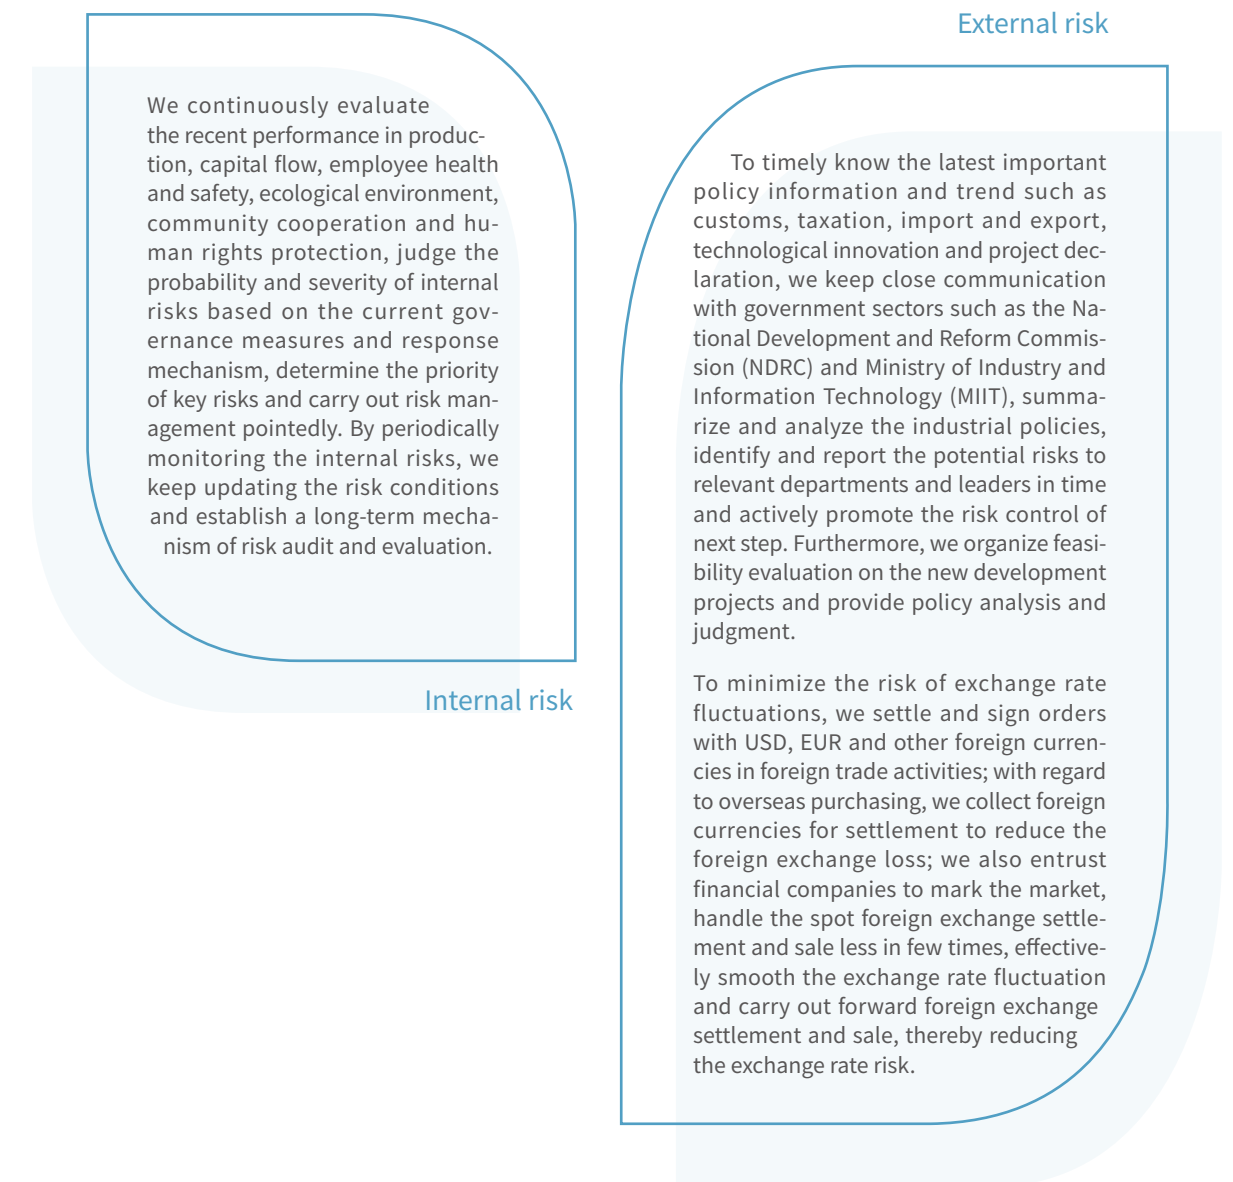 We continuously evaluate
the recent performance in produc-
tion, capital flow, employee health
and safety, ecological environment,
community cooperation and hu-
man rights protection, judge the
probability and severity of internal
risks based on the current gov-
ernance measures and response
mechanism, determine the priority
of key risks and carry out risk man-
agement pointedly. By periodically
monitoring the internal risks, we
keep updating the risk conditions
and establish a long-term mecha-
nism of risk audit and evaluation.
Internal risk
External risk
To timely know the latest important
policy information and trend such as
customs, taxation, import and export,
technological innovation and project dec-
laration, we keep close communication
with government sectors such as the Na-
tional Development and Reform Commis-
sion (NDRC) and Ministry of Industry and
Information Technology (MIIT), summa-
rize and analyze the industrial policies,
identify and report the potential risks to
relevant departments and leaders in time
and actively promote the risk control of
next step. Furthermore, we organize feasi-
bility evaluation on the new development
projects and provide policy analysis and
judgment.
To minimize the risk of exchange rate
fluctuations, we settle and sign orders
with USD, EUR and other foreign curren-
cies in foreign trade activities; with regard
to overseas purchasing, we collect foreign
currencies for settlement to reduce the
foreign exchange loss; we also entrust
financial companies to mark the market,
handle the spot foreign exchange settle-
ment and sale less in few times, effective-
ly smooth the exchange rate fluctuation
and carry out forward foreign exchange
settlement and sale, thereby reducing
the exchange rate risk.